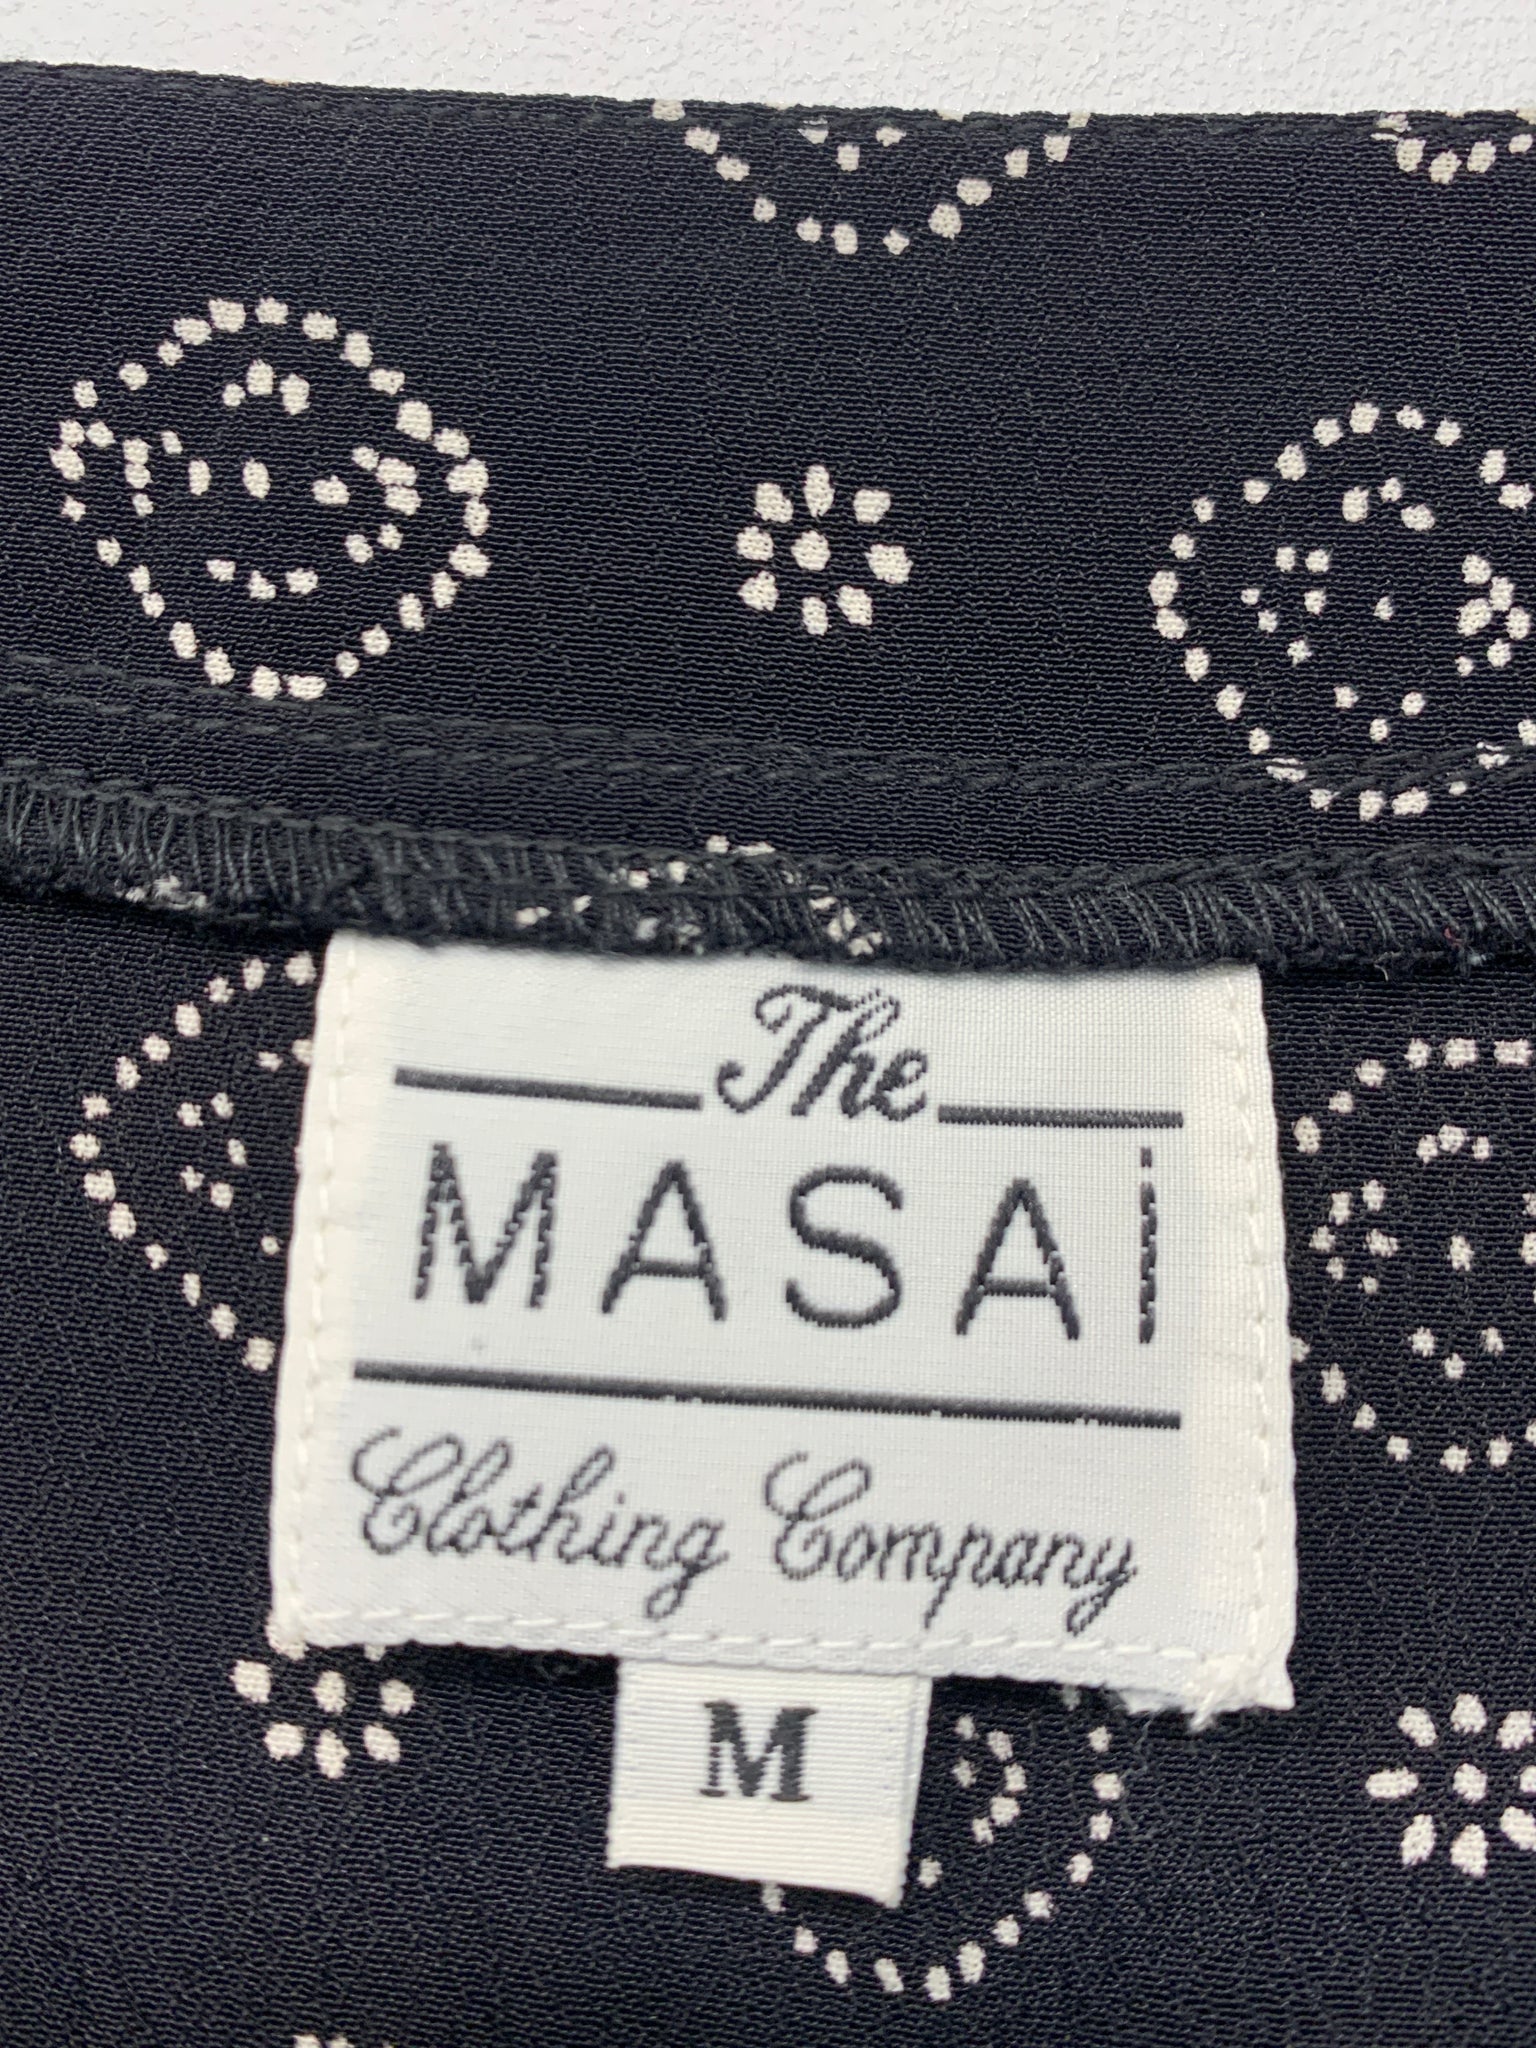 The
MASAI
Clothing Company
M